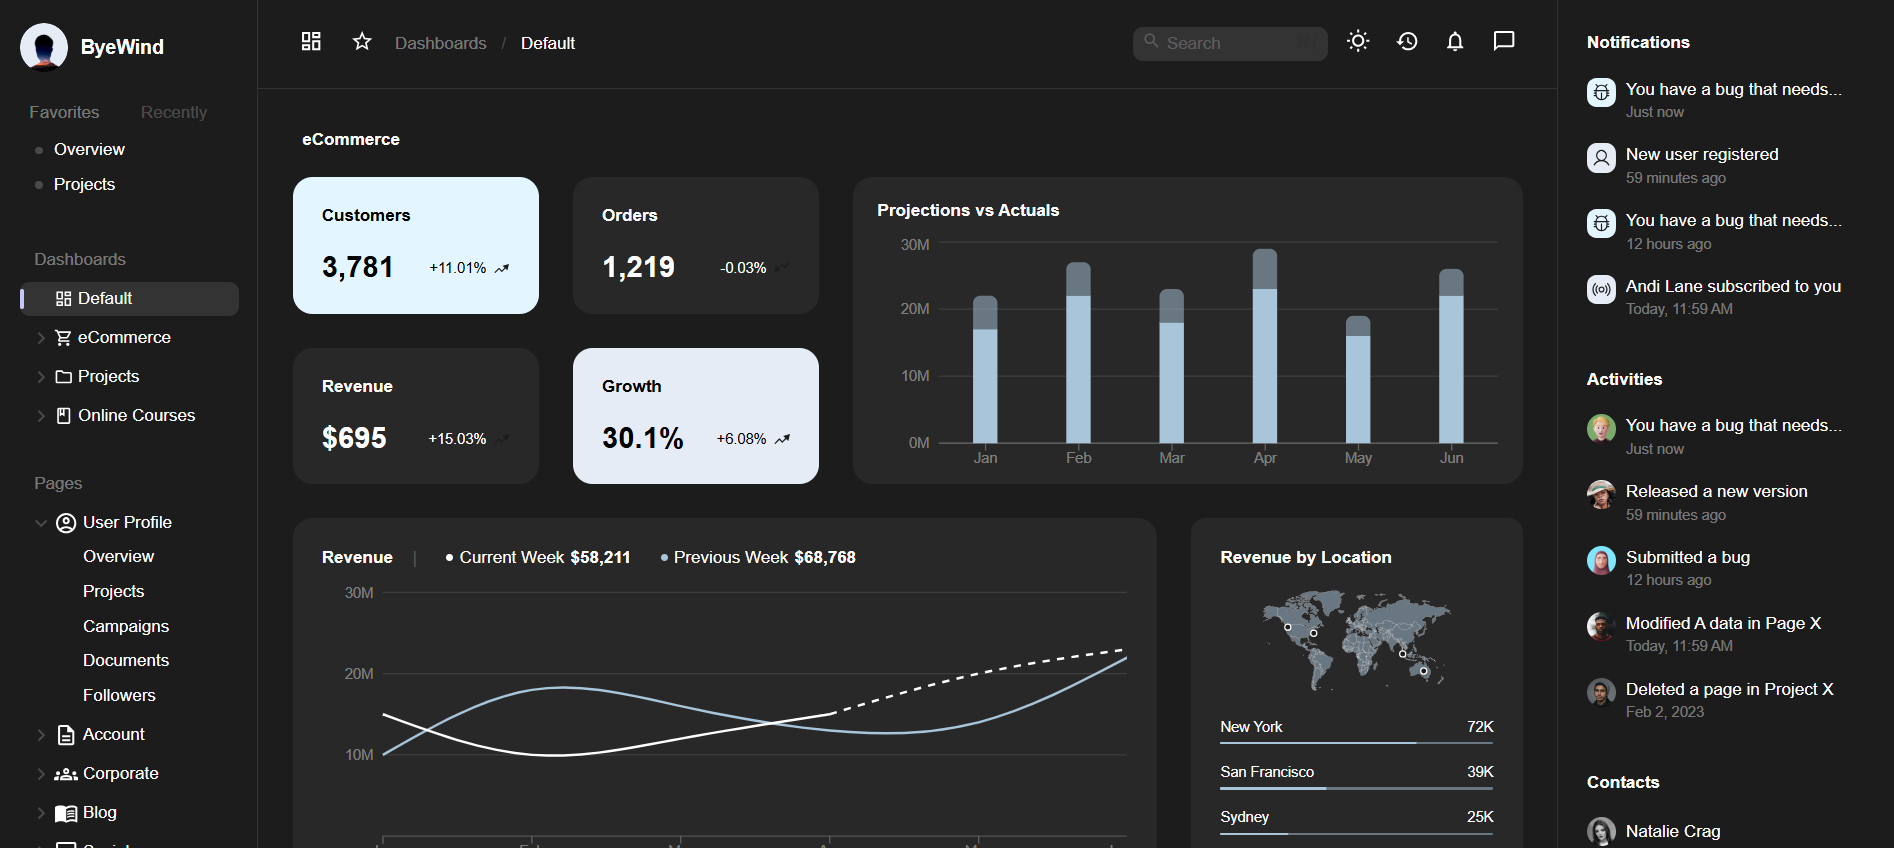 ByeWind
Favorites Recently
Overview
Projects
Dashboards
Default
eCommerce
Projects
Online Courses
Pages
User Profile
Overview
Projects
Campaigns
Documents
Followers
Account
Corporate
Blog
Dashboards / Default
Search
eCommerce
Customers
3,781 +11.01%
Orders
1,219 -0.03%
Revenue
$695 +15.03%
Growth
30.1% +6.08%
Projections vs Actuals
30M
20M
10M
0M
Jan Feb Mar Apr May Jun
Revenue | Current Week $58,211 Previous Week $68,768
30M
20M
10M
Revenue by Location
New York 72K
San Francisco 39K
Sydney 25K
Notifications
You have a bug that needs...
Just now
New user registered
59 minutes ago
You have a bug that needs...
12 hours ago
Andi Lane subscribed to you
Today, 11:59 AM
Activities
You have a bug that needs...
Just now
Released a new version
59 minutes ago
Submitted a bug
12 hours ago
Modified A data in Page X
Today, 11:59 AM
Deleted a page in Project X
Feb 2, 2023
Contacts
Natalie Crag